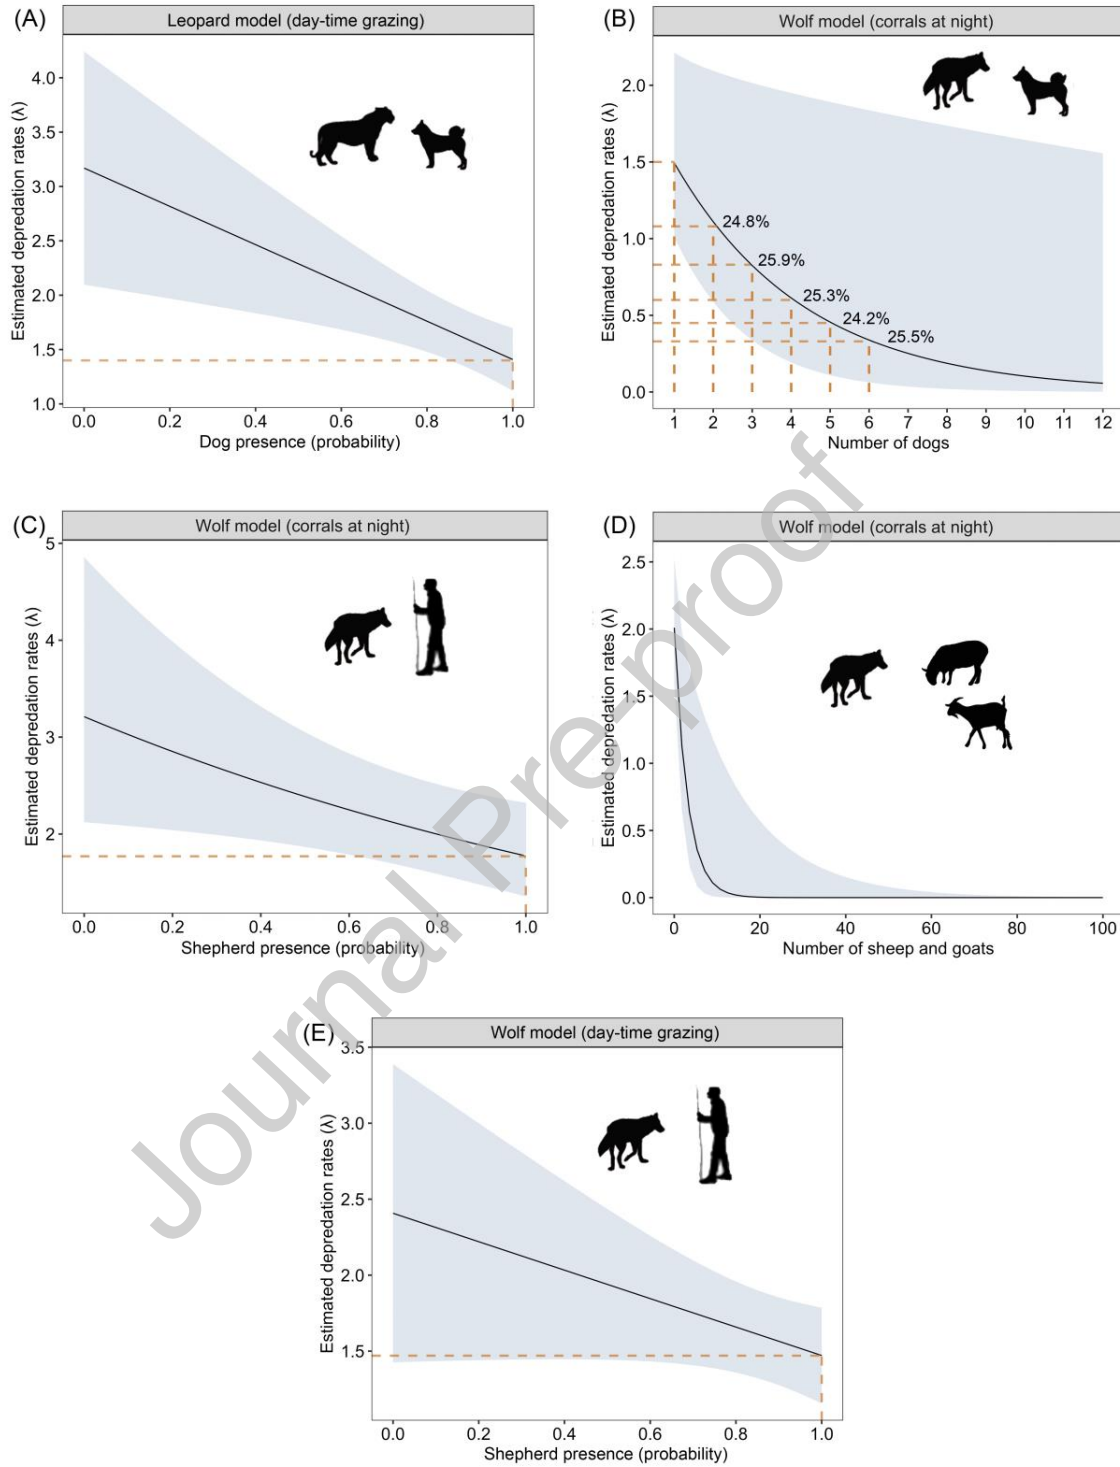 (A)
Leopard model (day-time grazing)
Estimated depredation rates (λ)
4.0
3.5
3.0
2.5
2.0
1.5
1.0
0.0 0.2 0.4 0.6 0.8 1.0
Dog presence (probability)
(B)
Wolf model (corrals at night)
Estimated depredation rates (λ)
2.0
1.5
1.0
0.5
0.0
24.8%
25.9%
25.3%
24.2%
25.5%
1 2 3 4 5 6 7 8 9 10 11 12
Number of dogs
(C)
Wolf model (corrals at night)
Estimated depredation rates (λ)
5
4
3
2
0.0 0.2 0.4 0.6 0.8 1.0
Shepherd presence (probability)
(D)
Wolf model (corrals at night)
Estimated depredation rates (λ)
2.5
2.0
1.5
1.0
0.5
0.0
0 20 40 60 80 100
Number of sheep and goats
(E)
Wolf model (day-time grazing)
Estimated depredation rates (λ)
3.5
3.0
2.5
2.0
1.5
0.0 0.2 0.4 0.6 0.8 1.0
Shepherd presence (probability)
Journal Pre-proof